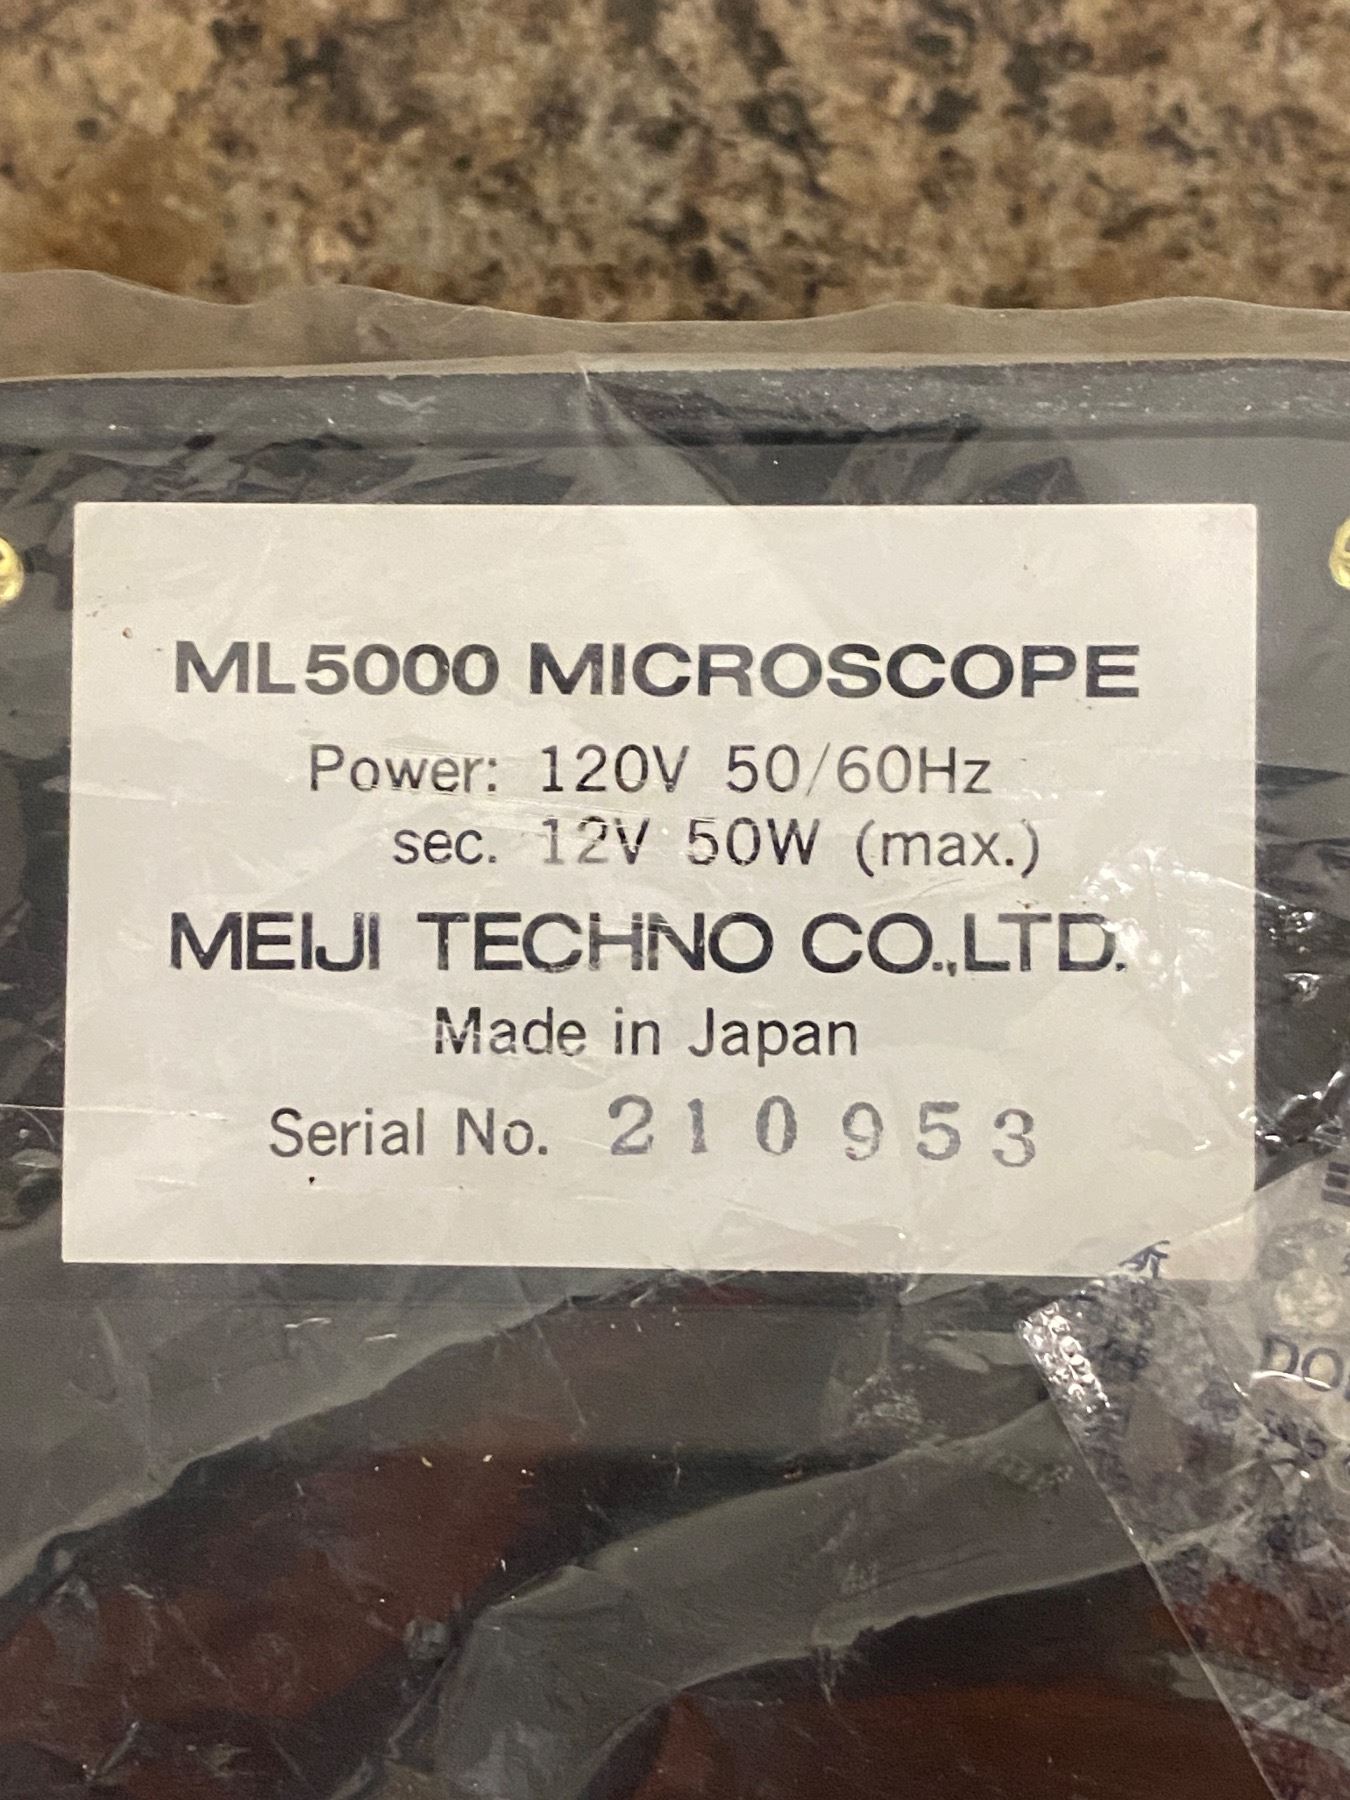 ML5000 MICROSCOPE
Power: 120V 50/60Hz
sec. 12V 50W (max.)
MEIJI TECHNO CO.,LTD.
Made in Japan
Serial No. 210953